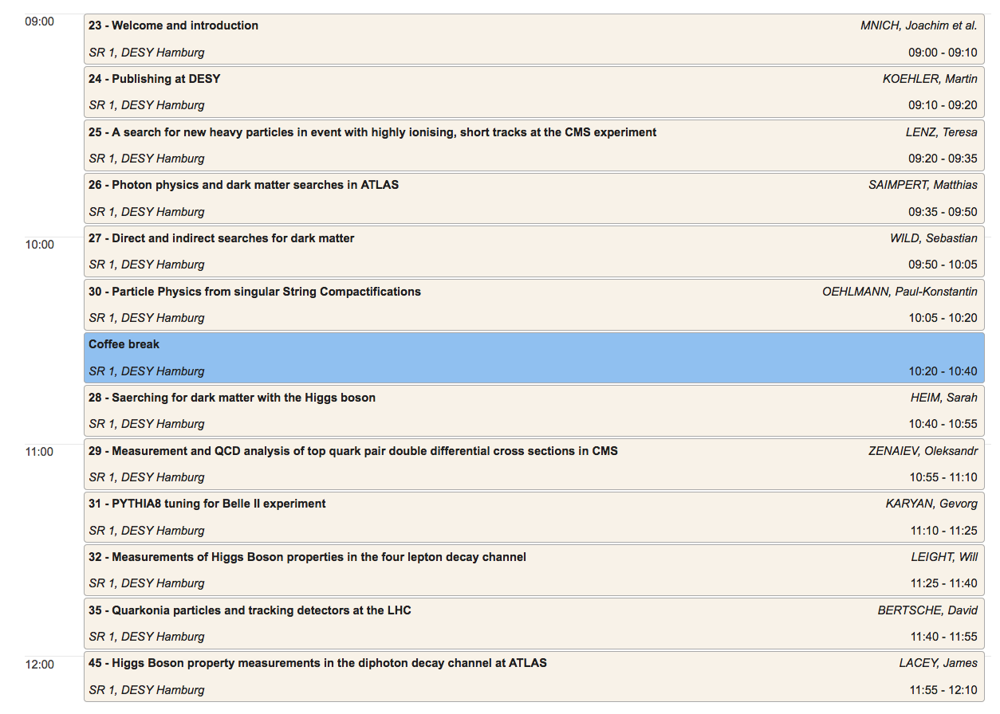 09:00
23 - Welcome and introduction MNICH, Joachim et al.
SR 1, DESY Hamburg 09:00 - 09:10
24 - Publishing at DESY KOEHLER, Martin
SR 1, DESY Hamburg 09:10 - 09:20
25 - A search for new heavy particles in event with highly ionising, short tracks at the CMS experiment LENZ, Teresa
SR 1, DESY Hamburg 09:20 - 09:35
26 - Photon physics and dark matter searches in ATLAS SAIMPERT, Matthias
SR 1, DESY Hamburg 09:35 - 09:50
10:00
27 - Direct and indirect searches for dark matter WILD, Sebastian
SR 1, DESY Hamburg 09:50 - 10:05
30 - Particle Physics from singular String Compactifications OEHLMANN, Paul-Konstantin
SR 1, DESY Hamburg 10:05 - 10:20
Coffee break
SR 1, DESY Hamburg 10:20 - 10:40
28 - Saerching for dark matter with the Higgs boson HEIM, Sarah
SR 1, DESY Hamburg 10:40 - 10:55
11:00
29 - Measurement and QCD analysis of top quark pair double differential cross sections in CMS ZENAIEV, Oleksandr
SR 1, DESY Hamburg 10:55 - 11:10
31 - PYTHIA8 tuning for Belle II experiment KARYAN, Gevorg
SR 1, DESY Hamburg 11:10 - 11:25
32 - Measurements of Higgs Boson properties in the four lepton decay channel LEIGHT, Will
SR 1, DESY Hamburg 11:25 - 11:40
35 - Quarkonia particles and tracking detectors at the LHC BERTSCHE, David
SR 1, DESY Hamburg 11:40 - 11:55
12:00
45 - Higgs Boson property measurements in the diphoton decay channel at ATLAS LACEY, James
SR 1, DESY Hamburg 11:55 - 12:10